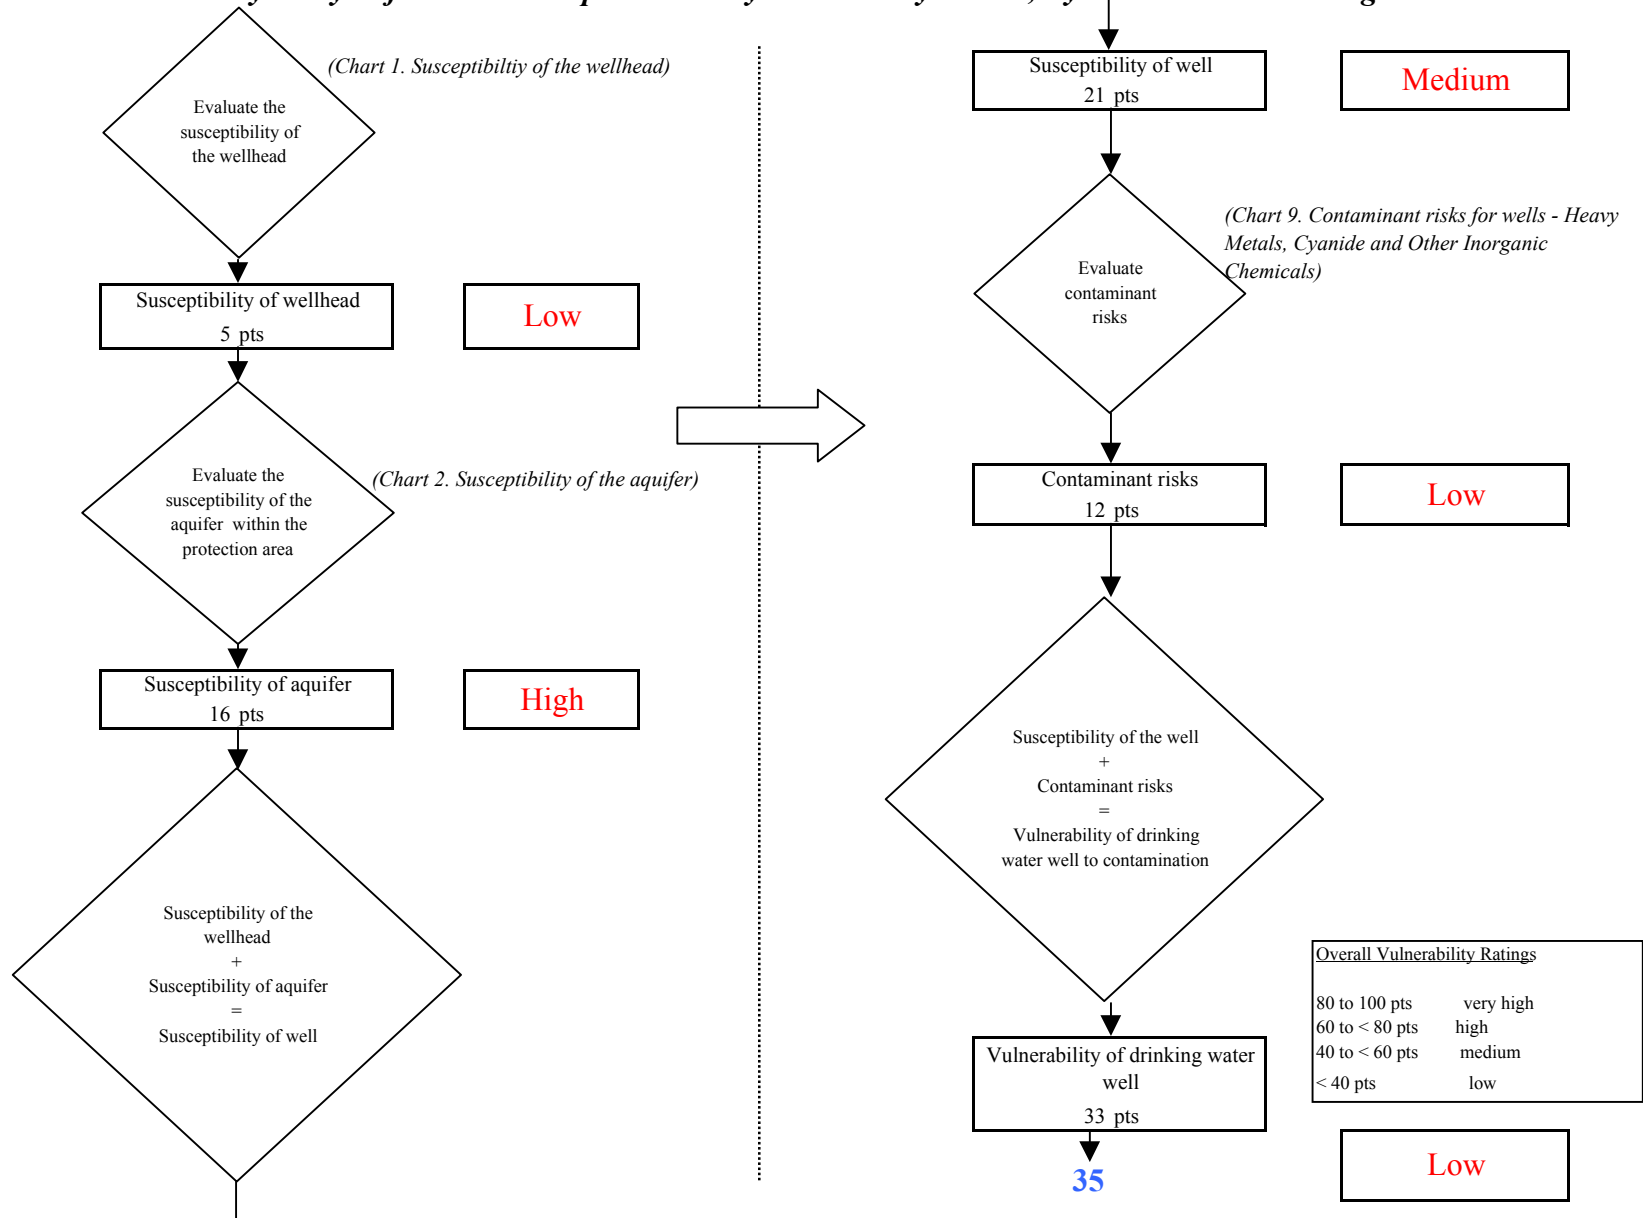 (Chart 1. Susceptibiltiy of the wellhead)
Evaluate the
susceptibility of
the wellhead
Susceptibility of wellhead
5 pts
Low
(Chart 2. Susceptibility of the aquifer)
Evaluate the
susceptibility of the
aquifer within the
protection area
Susceptibility of aquifer
16 pts
High
Susceptibility of the
wellhead
+
Susceptibility of aquifer
=
Susceptibility of well
Susceptibility of well
21 pts
Medium
(Chart 9. Contaminant risks for wells - Heavy
Metals, Cyanide and Other Inorganic
Chemicals)
Evaluate
contaminant
risks
Contaminant risks
12 pts
Low
Susceptibility of the well
+
Contaminant risks
=
Vulnerability of drinking
water well to contamination
Overall Vulnerability Ratings
80 to 100 pts very high
60 to < 80 pts high
40 to < 60 pts medium
< 40 pts low
Vulnerability of drinking water
well
33 pts
35
Low